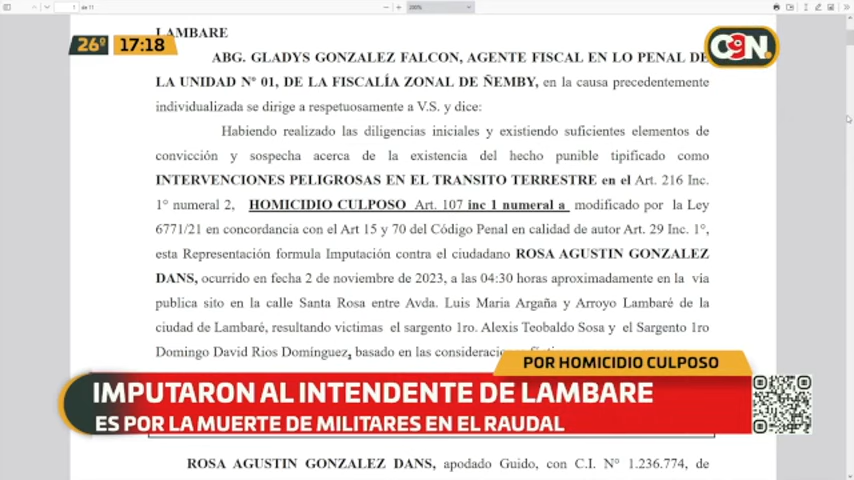 1 de 11
200%
LAMBARE
26º 17:18
C9N.
ABG. GLADYS GONZALEZ FALCON, AGENTE FISCAL EN LO PENAL DE
LA UNIDAD Nº 01, DE LA FISCALÍA ZONAL DE ÑEMBY, en la causa precedentemente
individualizada se dirige a respetuosamente a V.S. y dice:
Habiendo realizado las diligencias iniciales y existiendo suficientes elementos de
convicción y sospecha acerca de la existencia del hecho punible tipificado como
INTERVENCIONES PELIGROSAS EN EL TRANSITO TERRESTRE en el Art. 216 Inc.
1° numeral 2, HOMICIDIO CULPOSO Art. 107 inc 1 numeral a modificado por la Ley
6771/21 en concordancia con el Art 15 y 70 del Código Penal en calidad de autor Art. 29 Inc. 1°,
esta Representación formula Imputación contra el ciudadano ROSA AGUSTIN GONZALEZ
DANS, ocurrido en fecha 2 de noviembre de 2023, a las 04:30 horas aproximadamente en la vía
publica sito en la calle Santa Rosa entre Avda. Luis Maria Argaña y Arroyo Lambaré de la
ciudad de Lambaré, resultando victimas el sargento 1ro. Alexis Teobaldo Sosa y el Sargento 1ro
Domingo David Rios Domínguez, basado en las
POR HOMICIDIO CULPOSO
IMPUTARON AL INTENDENTE DE LAMBARE
ES POR LA MUERTE DE MILITARES EN EL RAUDAL
ROSA AGUSTIN GONZALEZ DANS, apodado Guido, con C.I. N° 1.236.774, de